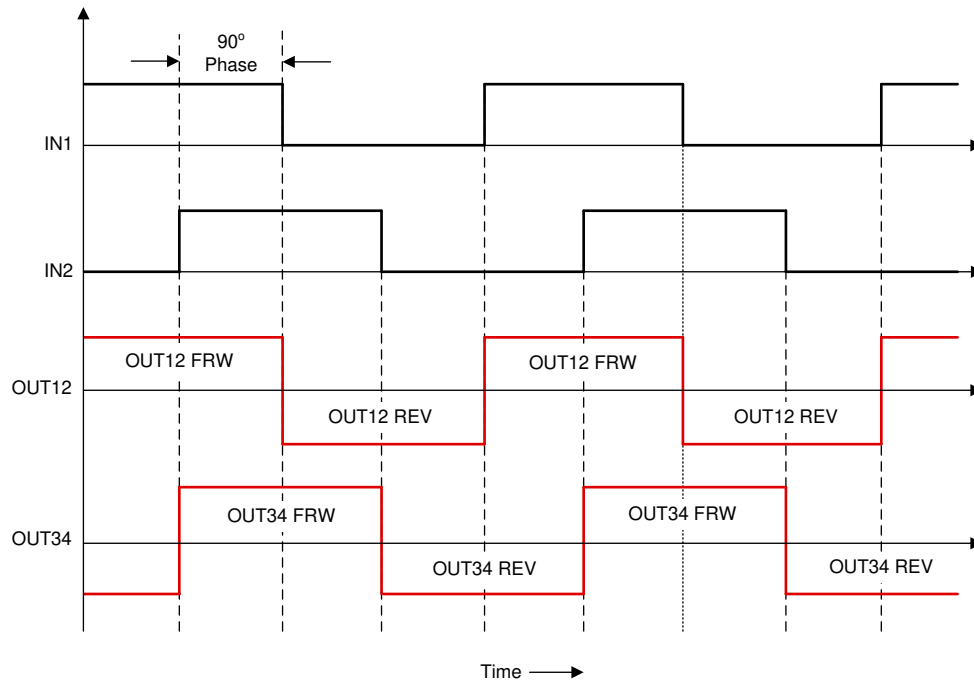 90°
Phase
IN1
IN2
OUT12 FRW
OUT12 FRW
OUT12
OUT12 REV
OUT12 REV
OUT34 FRW
OUT34 FRW
OUT34
OUT34 REV
OUT34 REV
Time